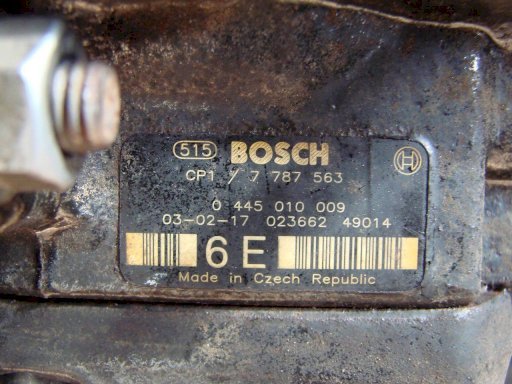 515 BOSCH
CP1 / 7 787 563
0 445 010 009
03-02-17 023662 49014
6 E
Made in Czech Republic